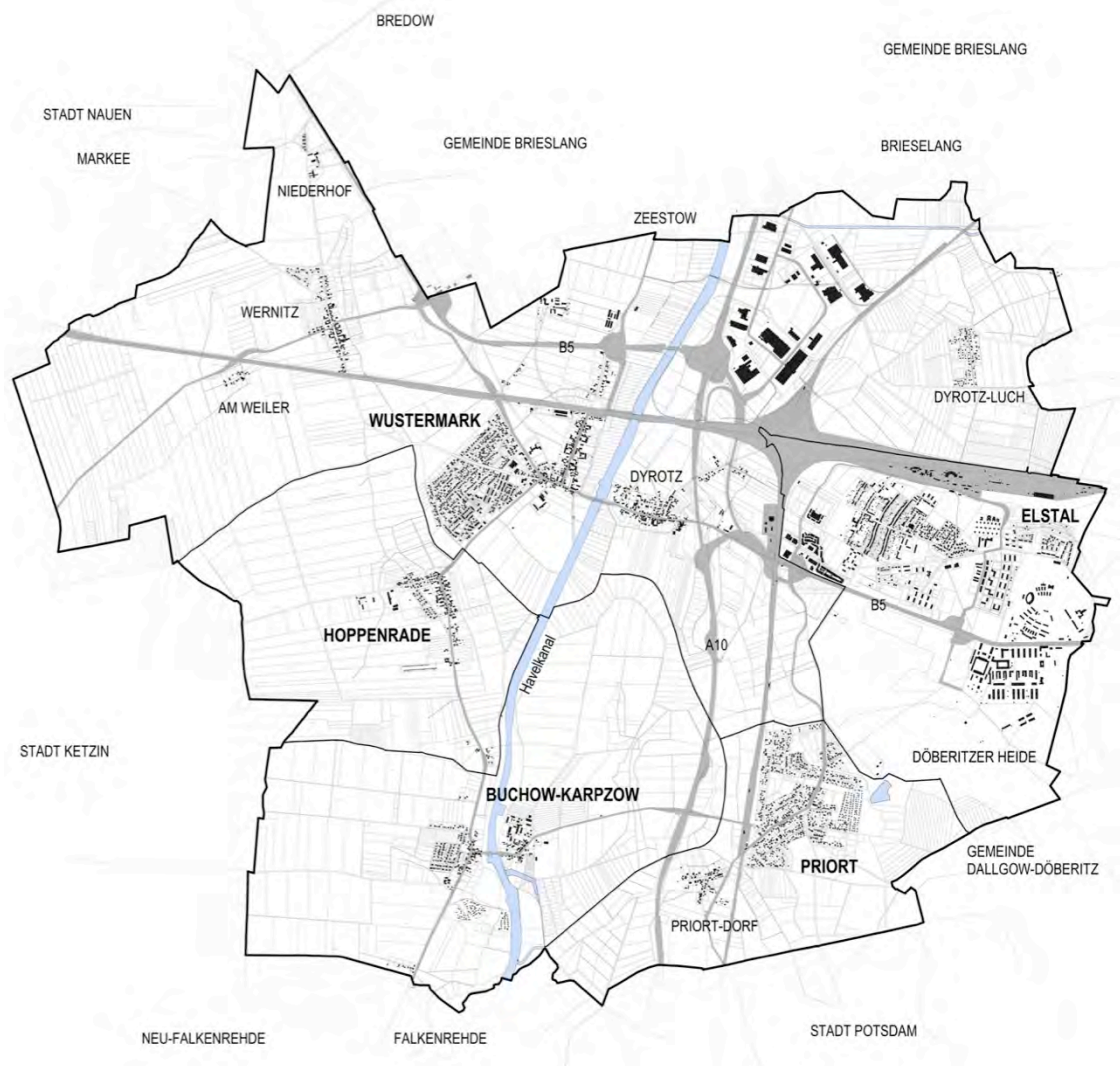 BREDOW
GEMEINDE BRIESLANG
STADT NAUEN
GEMEINDE BRIESLANG
BRIESELANG
MARKEE
NIEDERHOF
ZEESTOW
WERNITZ
B5
AM WEILER
DYROTZ-LUCH
WUSTERMARK
DYROTZ
ELSTAL
B5
HOPPENRADE
A10
Havelkanal
STADT KETZIN
DÖBERITZER HEIDE
BUCHOW-KARPZOW
GEMEINDE
DALLGOW-DÖBERITZ
PRIORT
PRIORT-DORF
STADT POTSDAM
NEU-FALKENREHDE
FALKENREHDE